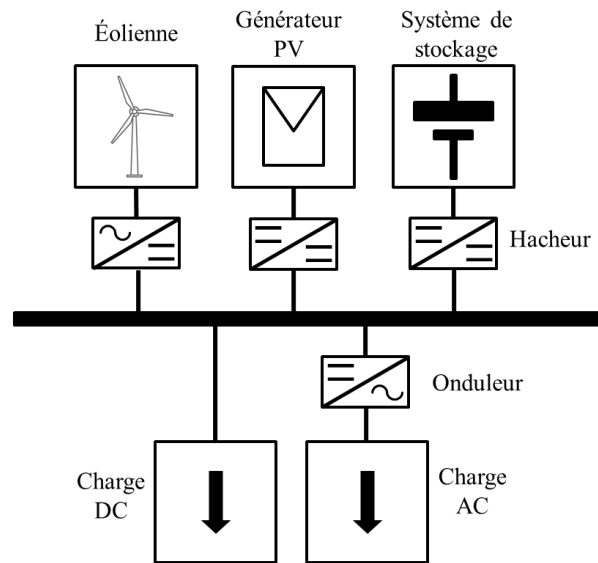 Éolienne
Générateur
PV
Système de
stockage
Hacheur
Onduleur
Charge
DC
Charge
AC